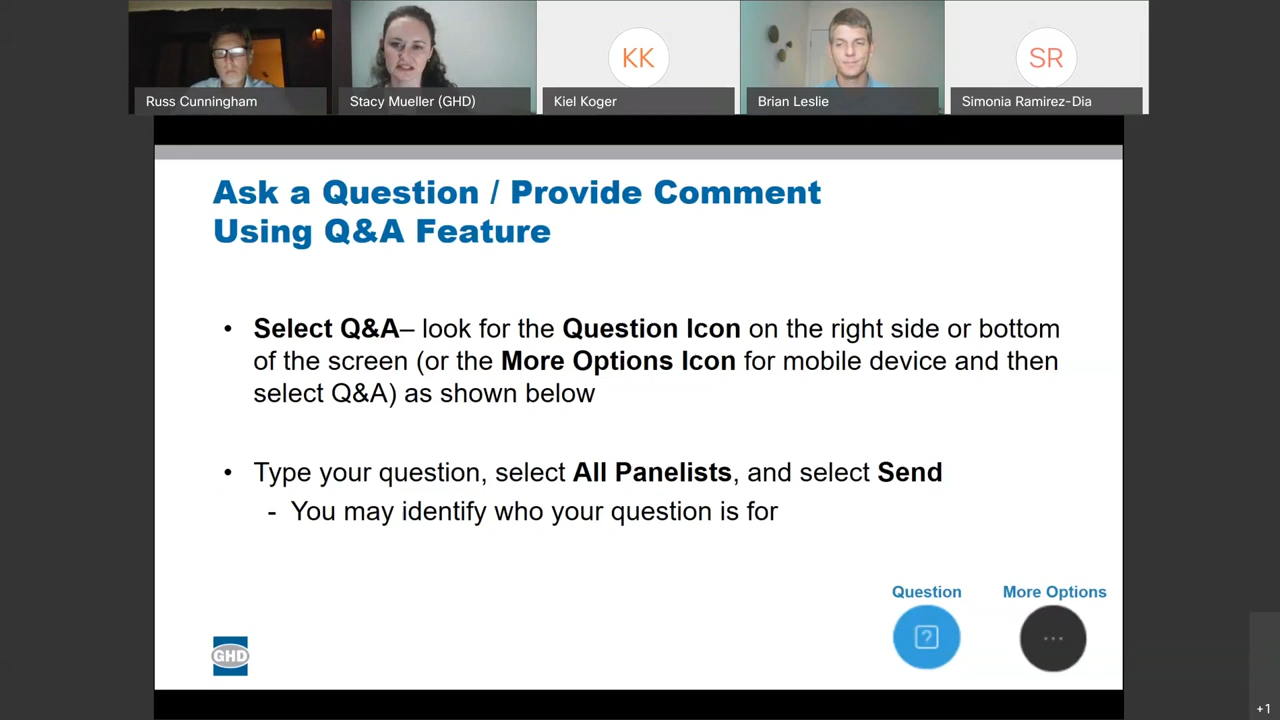 KK
SR
Russ Cunningham
Stacy Mueller (GHD)
Kiel Koger
Brian Leslie
Simonia Ramirez-Dia
Ask a Question / Provide Comment
Using Q&A Feature
• Select Q&A– look for the Question Icon on the right side or bottom
of the screen (or the More Options Icon for mobile device and then
select Q&A) as shown below
• Type your question, select All Panelists, and select Send
- You may identify who your question is for
Question
More Options
?
...
GHD
+1